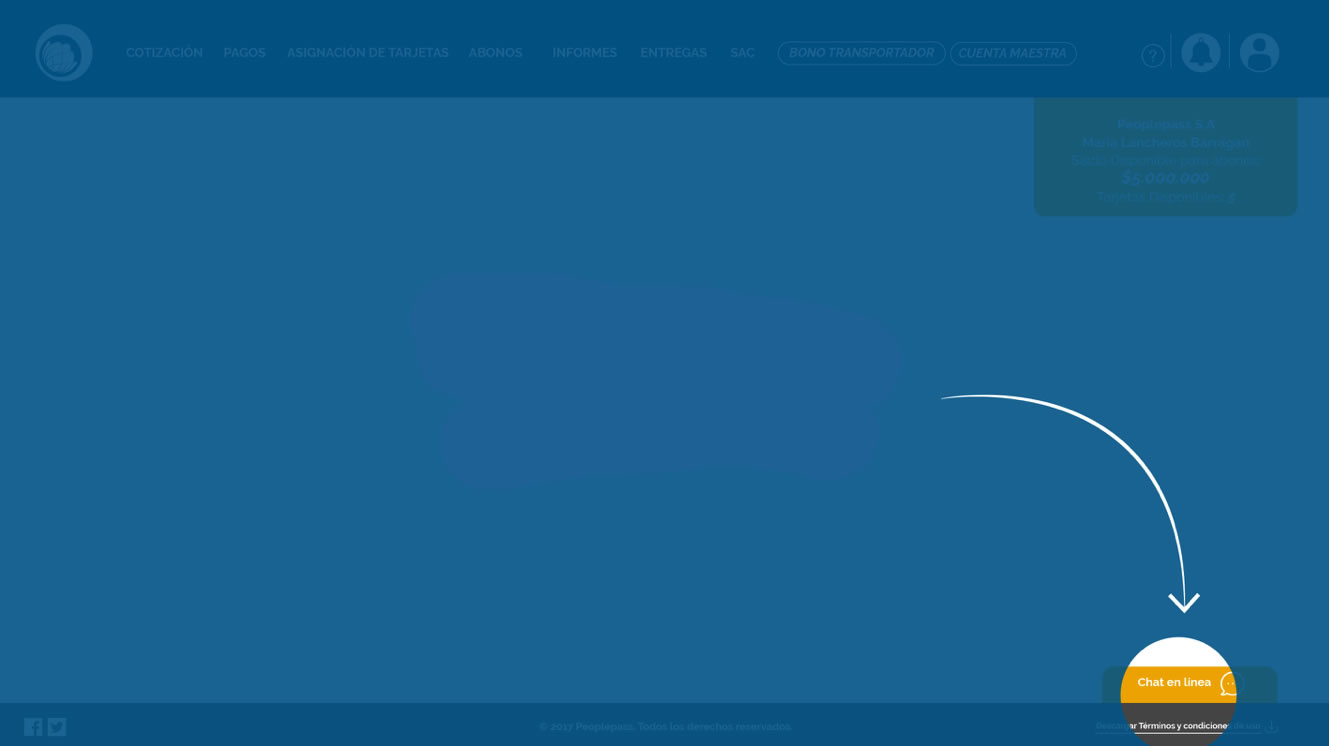 COTIZACIÓN PAGOS ASIGNACIÓN DE TARJETAS ABONOS INFORMES ENTREGAS SAC BONO TRANSPORTADOR CUENTA MAESTRA ?
Peoplepass S.A
Maria Lancheros Barragan
Saldo Disponible para abonos:
$5.000.000
Tarjetas Disponibles: 5
Chat en línea
© 2017 Peoplepass. Todos los derechos reservados.
Descargar Términos y condiciones de uso